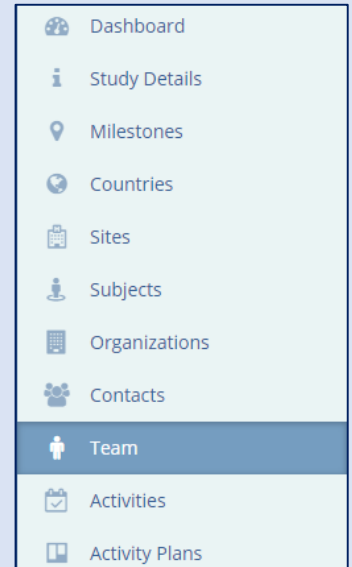 Dashboard
Study Details
Milestones
Countries
Sites
Subjects
Organizations
Contacts
Team
Activities
Activity Plans